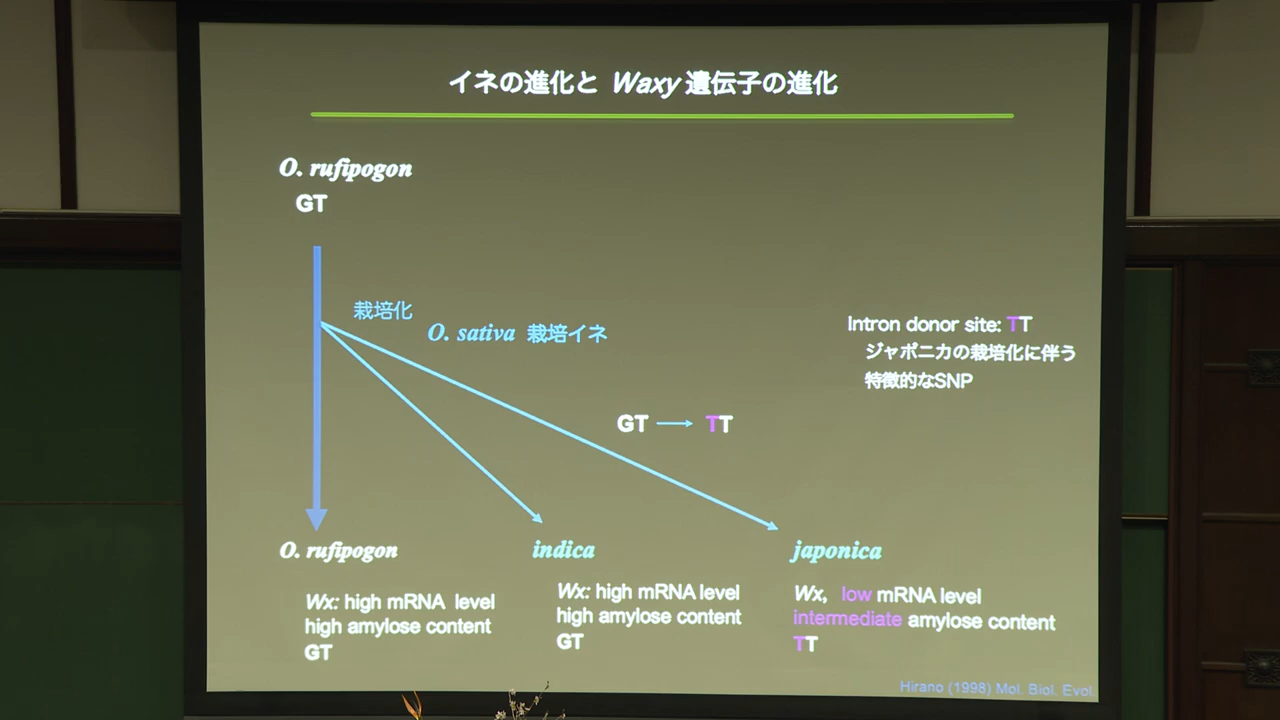 イネの進化と Waxy 遺伝子の進化
O. rufipogon
GT
栽培化
O. sativa 栽培イネ
Intron donor site: TT
ジャポニカの栽培化に伴う
特徴的なSNP
GT → TT
O. rufipogon
Wx: high mRNA level
high amylose content
GT
indica
Wx: high mRNA level
high amylose content
GT
japonica
Wx, low mRNA level
intermediate amylose content
TT
Hirano (1998) Mol. Biol. Evol.